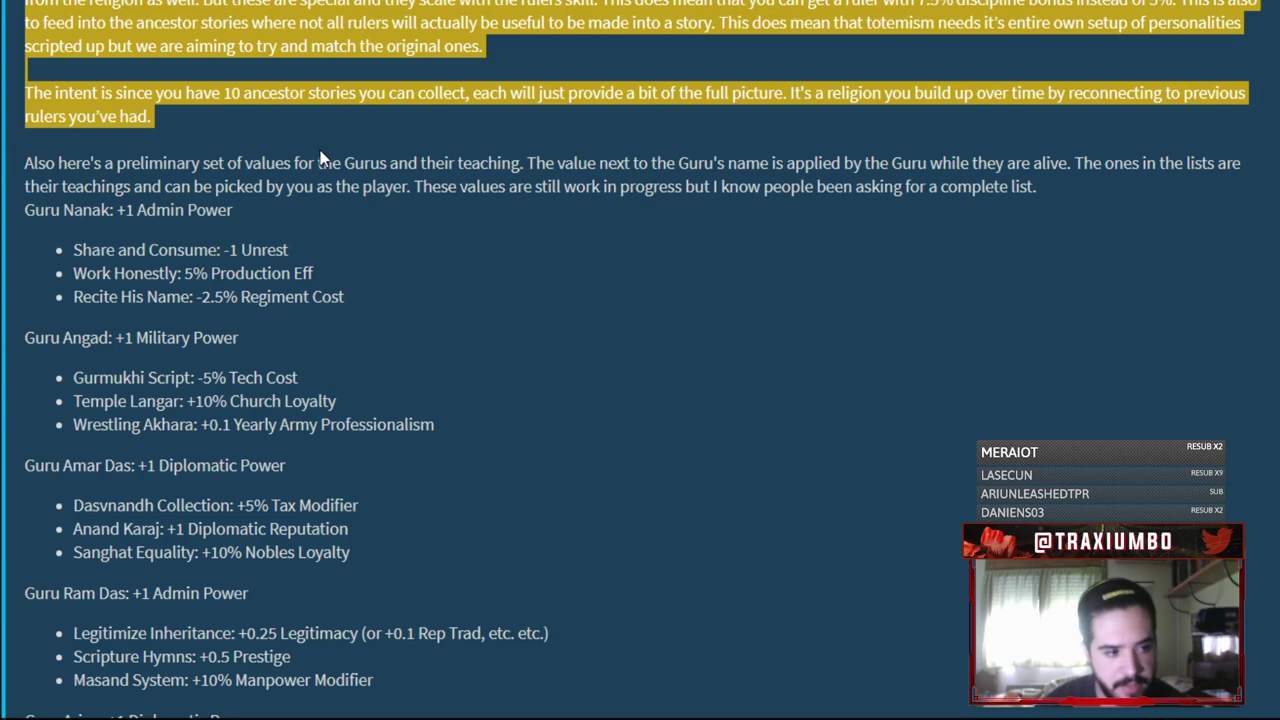 from the religion as well. But these are special and they scale with the rulers skill. This does mean that you can get a ruler with 7.5% discipline bonus instead of 5%. This is also
to feed into the ancestor stories where not all rulers will actually be useful to be made into a story. This does mean that totemism needs it's entire own setup of personalities
scripted up but we are aiming to try and match the original ones.
The intent is since you have 10 ancestor stories you can collect, each will just provide a bit of the full picture. It's a religion you build up over time by reconnecting to previous
rulers you've had.
Also here's a preliminary set of values for the Gurus and their teaching. The value next to the Guru's name is applied by the Guru while they are alive. The ones in the lists are
their teachings and can be picked by you as the player. These values are still work in progress but I know people been asking for a complete list.
Guru Nanak: +1 Admin Power
• Share and Consume: -1 Unrest
• Work Honestly: 5% Production Eff
• Recite His Name: -2.5% Regiment Cost
Guru Angad: +1 Military Power
• Gurmukhi Script: -5% Tech Cost
• Temple Langar: +10% Church Loyalty
• Wrestling Akhara: +0.1 Yearly Army Professionalism
Guru Amar Das: +1 Diplomatic Power
• Dasvnandh Collection: +5% Tax Modifier
• Anand Karaj: +1 Diplomatic Reputation
• Sanghat Equality: +10% Nobles Loyalty
Guru Ram Das: +1 Admin Power
• Legitimize Inheritance: +0.25 Legitimacy (or +0.1 Rep Trad, etc. etc.)
• Scripture Hymns: +0.5 Prestige
• Masand System: +10% Manpower Modifier
MERAIOT RESUB X2
LASECUN RESUB X9
ARIUNLEASHEDTPR SUB
DANIENS03 RESUB X2
@TRAXIUMBO